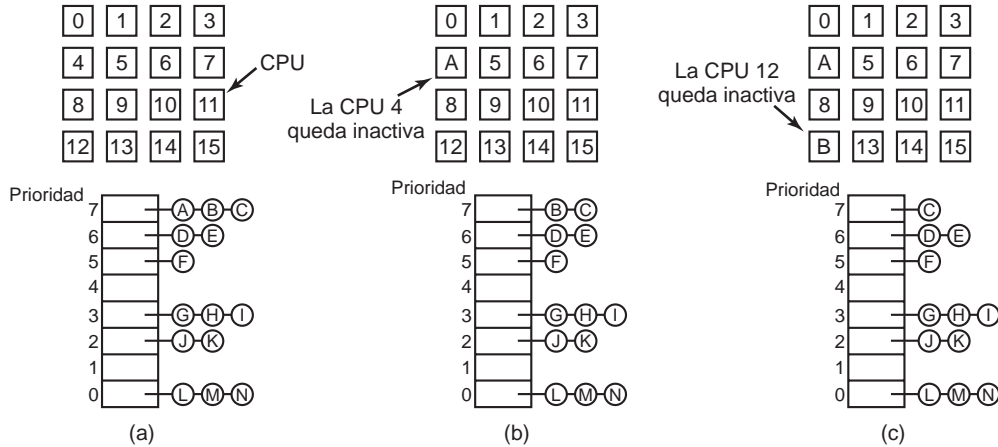 0 1 2 3
4 5 6 7
8 9 10 11
12 13 14 15
CPU
Prioridad
7 A B C
6 D E
5 F
4
3 G H I
2 J K
1
0 L M N
(a)
0 1 2 3
A 5 6 7
8 9 10 11
12 13 14 15
La CPU 4
queda inactiva
Prioridad
7 B C
6 D E
5 F
4
3 G H I
2 J K
1
0 L M N
(b)
0 1 2 3
A 5 6 7
8 9 10 11
B 13 14 15
La CPU 12
queda inactiva
Prioridad
7 C
6 D E
5 F
4
3 G H I
2 J K
1
0 L M N
(c)